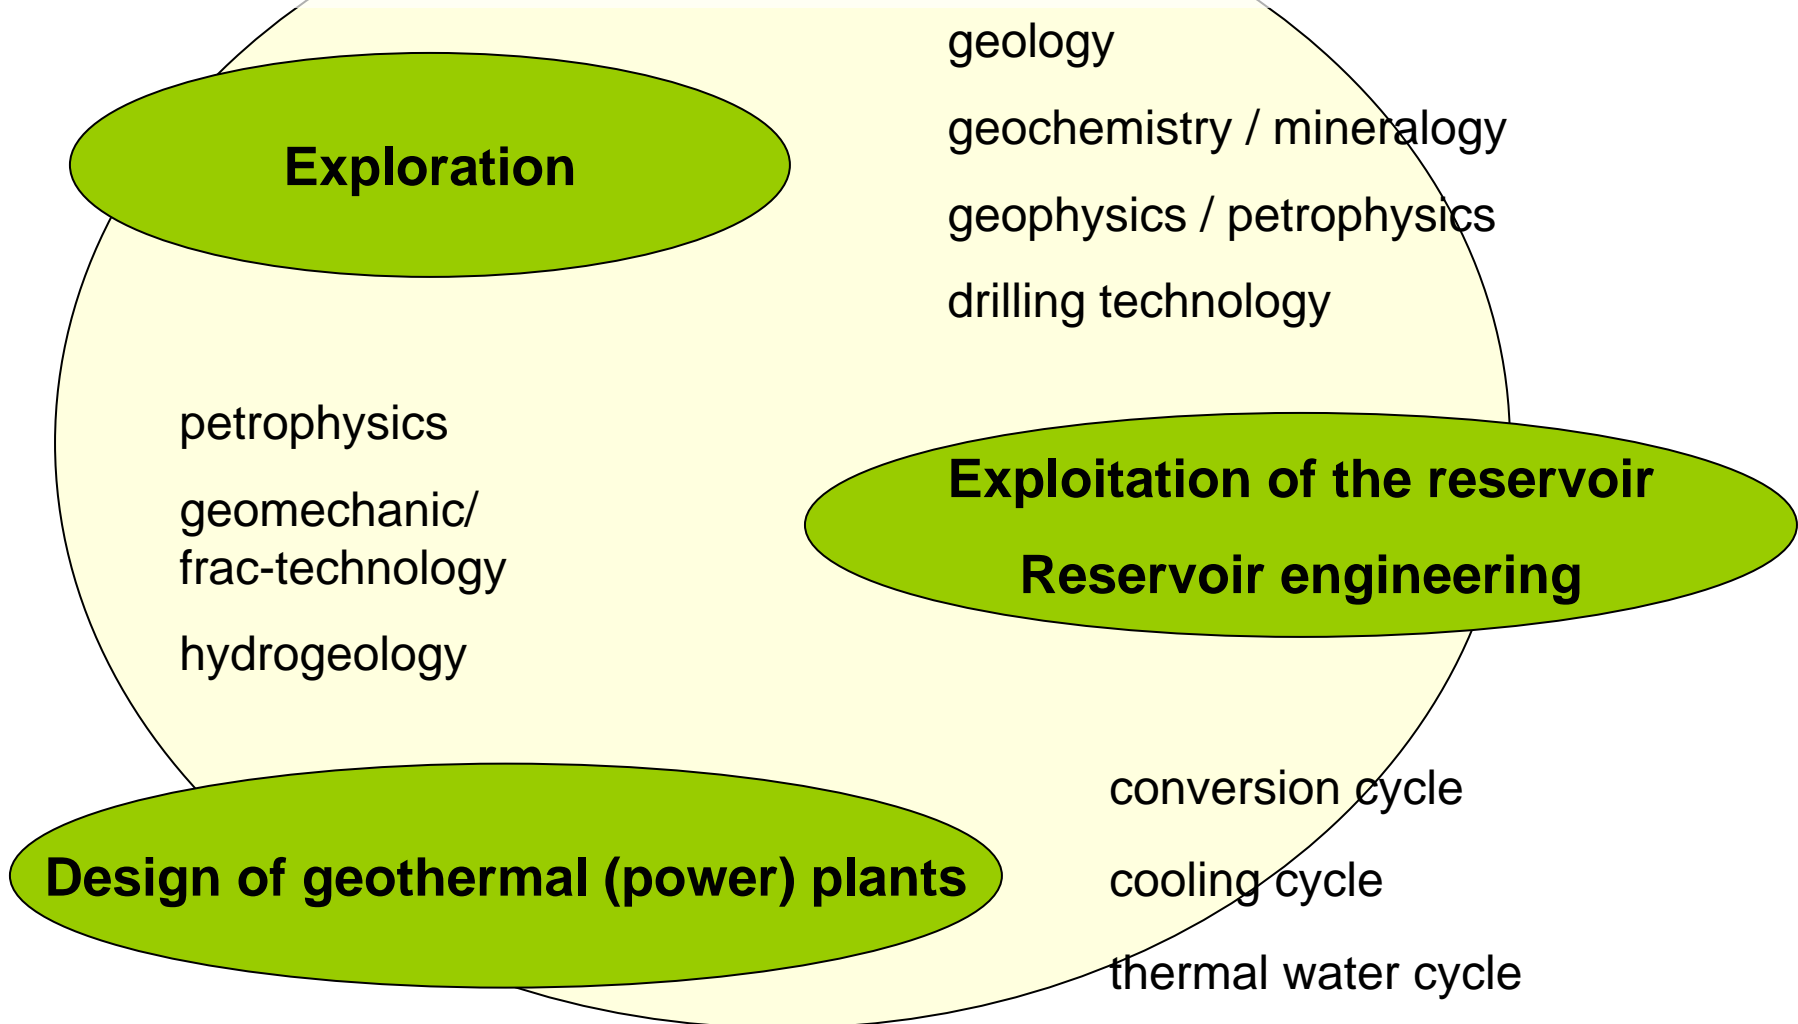 Exploration
geology
geochemistry / mineralogy
geophysics / petrophysics
drilling technology
petrophysics
geomechanic/
frac-technology
hydrogeology
Exploitation of the reservoir
Reservoir engineering
Design of geothermal (power) plants
conversion cycle
cooling cycle
thermal water cycle